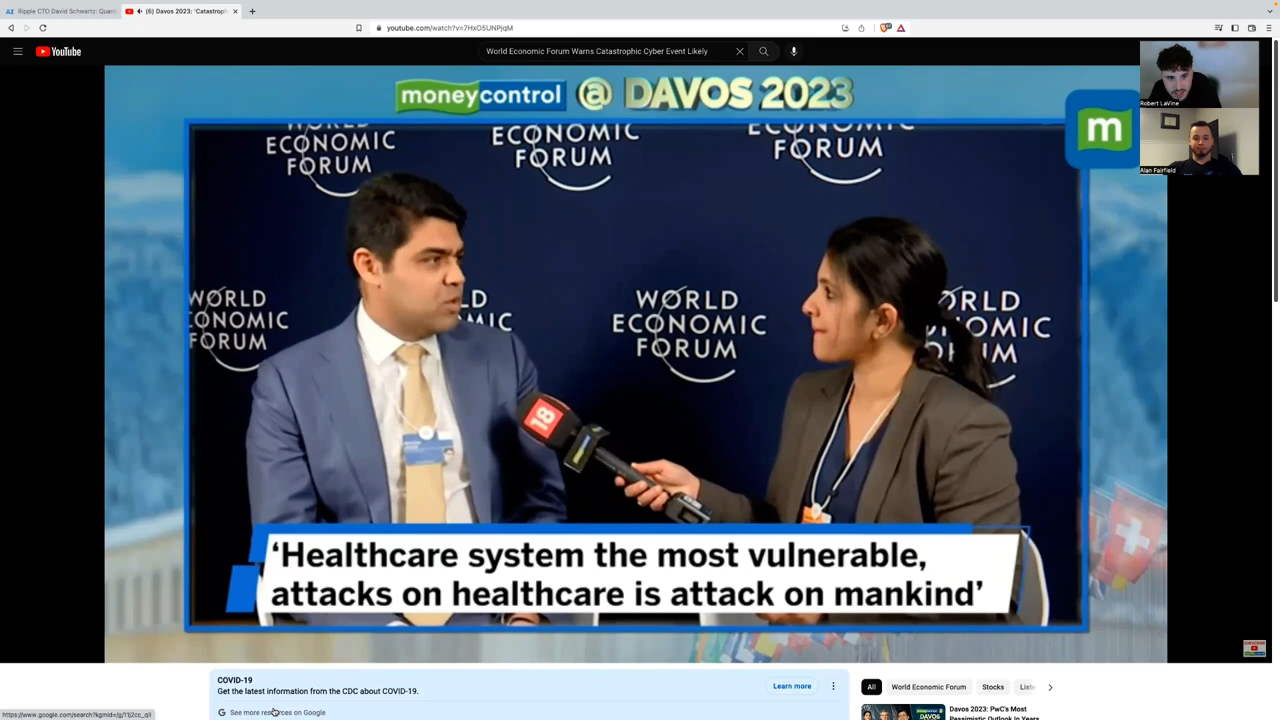 Ripple CTO David Schwartz: Quan
(6) Davos 2023: 'Catastroph
youtube.com/watch?v=7HxO5UNPjqM
YouTube
World Economic Forum Warns Catastrophic Cyber Event Likely
moneycontrol @ DAVOS 2023
m
Robert LaVine
Alan Fairfield
WORLD
ECONOMIC
FORUM
ECONOMIC
FORUM
ECONOMIC
FORUM
WORLD
ECONOMIC
FORUM
WORLD
ECONOMIC
FORUM
18
'Healthcare system the most vulnerable,
attacks on healthcare is attack on mankind'
COVID-19
Get the latest information from the CDC about COVID-19.
Learn more
See more resources on Google
All
World Economic Forum
Stocks
Davos 2023: PwC's Most
Pessimistic Outlook In Years
DAVOS